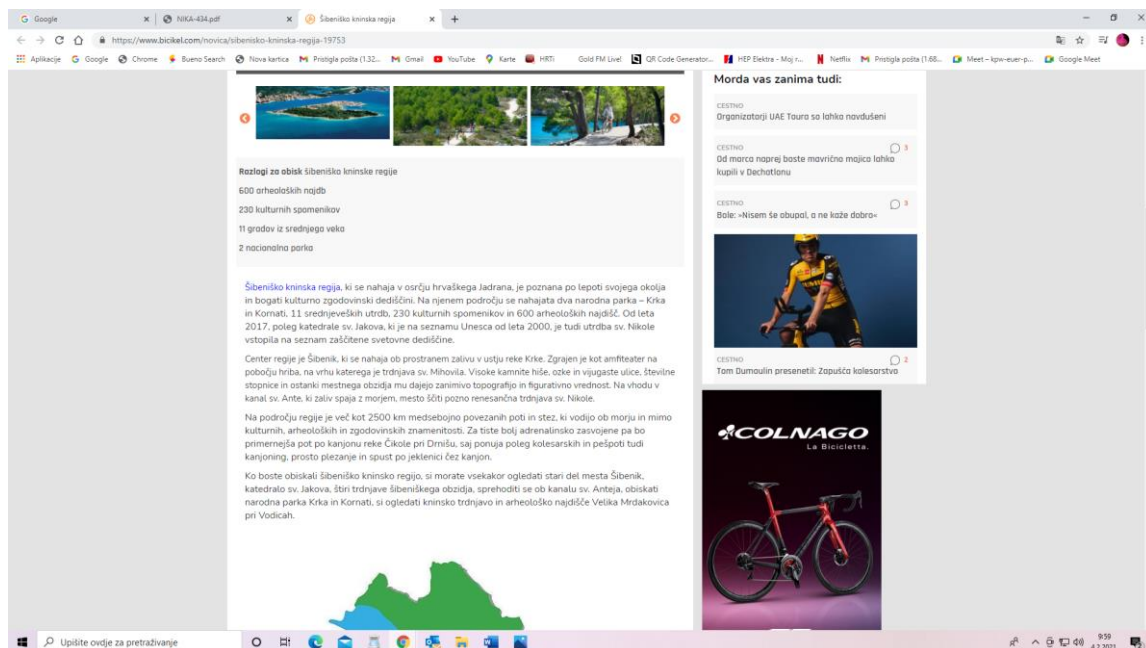 Google
NIKA-434.pdf
Šibeniško kninska regija
https://www.bicikel.com/novica/sibenisko-kninska-regija-19753
Aplikacije
Google
Chrome
Bueno Search
Nova kartica
Pristigla pošta (1.32...
Gmail
YouTube
Karte
HRTi
Gold FM Live!
QR Code Generator...
HEP Elektra - Moj r...
Netflix
Pristigla pošta (1.68...
Meet – kpw-euer-p...
Google Meet
Razlogi za obisk šibeniško kninske regije
600 arheoloških najdb
230 kulturnih spomenikov
11 gradov iz srednjega veka
2 nacionalna parka
Šibeniško kninska regija, ki se nahaja v osrčju hrvaškega Jadrana, je poznana po lepoti svojega okolja
in bogati kulturno zgodovinski dediščini. Na njenem področju se nahajata dva narodna parka – Krka
in Kornati, 11 srednjeveških utrdb, 230 kulturnih spomenikov in 600 arheoloških najdišč. Od leta
2017, poleg katedrale sv. Jakova, ki je na seznamu Unesca od leta 2000, je tudi utrdba sv. Nikole
vstopila na seznam zaščitene svetovne dediščine.
Center regije je Šibenik, ki se nahaja ob prostranem zalivu v ustju reke Krke. Zgrajen je kot amfiteater na
pobočju hriba, na vrhu katerega je trdnjava sv. Mihovila. Visoke kamnite hiše, ozke in vijugaste ulice, številne
stopnice in ostanki mestnega obzidja mu dajejo zanimivo topografijo in figurativno vrednost. Na vhodu v
kanal sv. Ante, ki zaliv spaja z morjem, mesto ščiti pozno renesančna trdnjava sv. Nikole.
Na področju regije je več kot 2500 km medsebojno povezanih poti in stez, ki vodijo ob morju in mimo
kulturnih, arheoloških in zgodovinskih znamenitosti. Za tiste bolj adrenalinsko zasvojene pa bo
primernejša pot po kanjonu reke Čikole pri Drnišu, saj ponuja poleg kolesarskih in pešpoti tudi
kanjoning, prosto plezanje in spust po jeklenici čez kanjon.
Ko boste obiskali šibeniško kninsko regijo, si morate vsekakor ogledati stari del mesta Šibenik,
katedralo sv. Jakova, štiri trdnjave šibeniškega obzidja, sprehoditi se ob kanalu sv. Anteja, obiskati
narodna parka Krka in Kornati, si ogledati kninsko trdnjavo in arheološko najdišče Velika Mrdakovica
pri Vodicah.
Morda vas zanima tudi:
CESTNO
Organizatorji UAE Toura so lahko navdušeni
CESTNO
3
Od marca naprej boste mavrično majico lahko
kupili v Dechatlonu
CESTNO
3
Bole: »Nisem še obupal, a ne kaže dobro«
CESTNO
2
Tom Dumoulin presenetil: Zapušča kolesarstvo
COLNAGO
La Bicicletta.
Upišite ovdje za pretraživanje
9:59
4.2.2021.